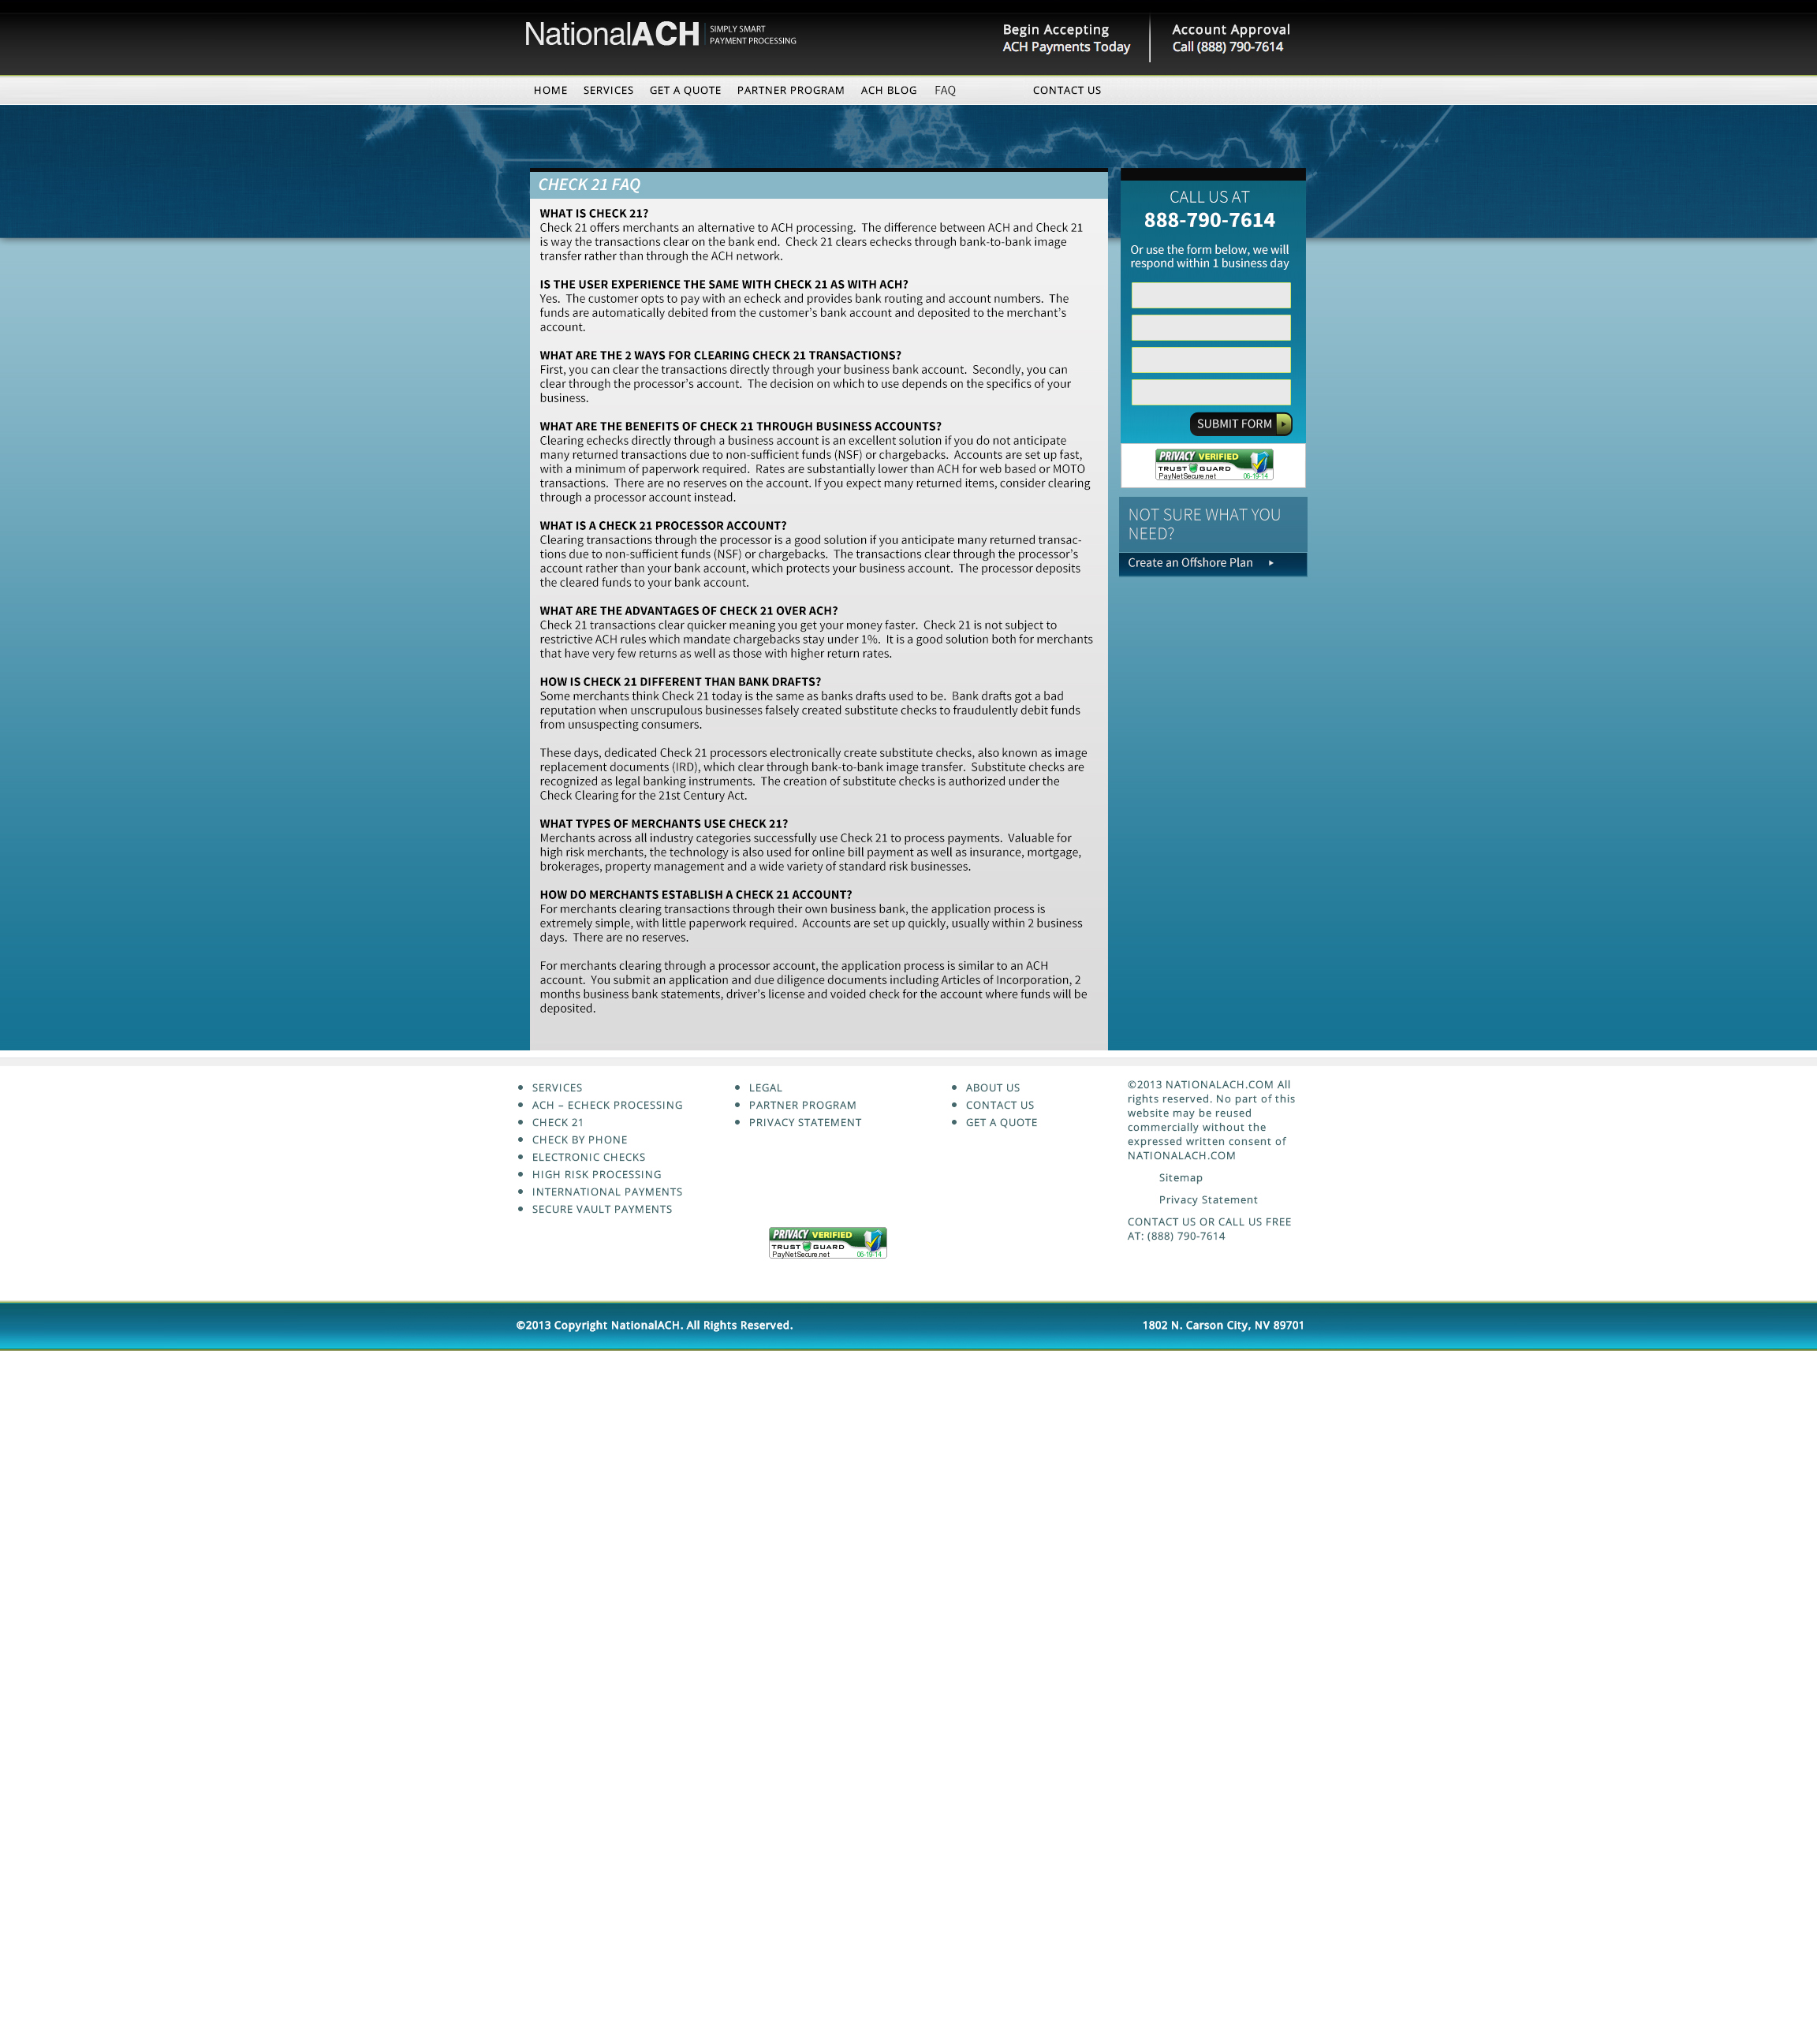 NationalACH
SIMPLY SMART
PAYMENT PROCESSING
Begin Accepting
ACH Payments Today
Account Approval
Call (888) 790-7614
HOME SERVICES GET A QUOTE PARTNER PROGRAM ACH BLOG FAQ CONTACT US
CHECK 21 FAQ
WHAT IS CHECK 21?
Check 21 offers merchants an alternative to ACH processing. The difference between ACH and Check 21
is way the transactions clear on the bank end. Check 21 clears echecks through bank-to-bank image
transfer rather than through the ACH network.
IS THE USER EXPERIENCE THE SAME WITH CHECK 21 AS WITH ACH?
Yes. The customer opts to pay with an echeck and provides bank routing and account numbers. The
funds are automatically debited from the customer's bank account and deposited to the merchant's
account.
WHAT ARE THE 2 WAYS FOR CLEARING CHECK 21 TRANSACTIONS?
First, you can clear the transactions directly through your business bank account. Secondly, you can
clear through the processor's account. The decision on which to use depends on the specifics of your
business.
WHAT ARE THE BENEFITS OF CHECK 21 THROUGH BUSINESS ACCOUNTS?
Clearing echecks directly through a business account is an excellent solution if you do not anticipate
many returned transactions due to non-sufficient funds (NSF) or chargebacks. Accounts are set up fast,
with a minimum of paperwork required. Rates are substantially lower than ACH for web based or MOTO
transactions. There are no reserves on the account. If you expect many returned items, consider clearing
through a processor account instead.
WHAT IS A CHECK 21 PROCESSOR ACCOUNT?
Clearing transactions through the processor is a good solution if you anticipate many returned transac-
tions due to non-sufficient funds (NSF) or chargebacks. The transactions clear through the processor's
account rather than your bank account, which protects your business account. The processor deposits
the cleared funds to your bank account.
WHAT ARE THE ADVANTAGES OF CHECK 21 OVER ACH?
Check 21 transactions clear quicker meaning you get your money faster. Check 21 is not subject to
restrictive ACH rules which mandate chargebacks stay under 1%. It is a good solution both for merchants
that have very few returns as well as those with higher return rates.
HOW IS CHECK 21 DIFFERENT THAN BANK DRAFTS?
Some merchants think Check 21 today is the same as banks drafts used to be. Bank drafts got a bad
reputation when unscrupulous businesses falsely created substitute checks to fraudulently debit funds
from unsuspecting consumers.
These days, dedicated Check 21 processors electronically create substitute checks, also known as image
replacement documents (IRD), which clear through bank-to-bank image transfer. Substitute checks are
recognized as legal banking instruments. The creation of substitute checks is authorized under the
Check Clearing for the 21st Century Act.
WHAT TYPES OF MERCHANTS USE CHECK 21?
Merchants across all industry categories successfully use Check 21 to process payments. Valuable for
high risk merchants, the technology is also used for online bill payment as well as insurance, mortgage,
brokerages, property management and a wide variety of standard risk businesses.
HOW DO MERCHANTS ESTABLISH A CHECK 21 ACCOUNT?
For merchants clearing transactions through their own business bank, the application process is
extremely simple, with little paperwork required. Accounts are set up quickly, usually within 2 business
days. There are no reserves.
For merchants clearing through a processor account, the application process is similar to an ACH
account. You submit an application and due diligence documents including Articles of Incorporation, 2
months business bank statements, driver's license and voided check for the account where funds will be
deposited.
CALL US AT
888-790-7614
Or use the form below, we will
respond within 1 business day
SUBMIT FORM
PRIVACY VERIFIED
TRUST GUARD
PayNetSecure.net 06-19-14
NOT SURE WHAT YOU
NEED?
Create an Offshore Plan
SERVICES
ACH – ECHECK PROCESSING
CHECK 21
CHECK BY PHONE
ELECTRONIC CHECKS
HIGH RISK PROCESSING
INTERNATIONAL PAYMENTS
SECURE VAULT PAYMENTS
LEGAL
PARTNER PROGRAM
PRIVACY STATEMENT
PRIVACY VERIFIED
TRUST GUARD
PayNetSecure.net 06-19-14
ABOUT US
CONTACT US
GET A QUOTE
©2013 NATIONALACH.COM All
rights reserved. No part of this
website may be reused
commercially without the
expressed written consent of
NATIONALACH.COM
Sitemap
Privacy Statement
CONTACT US OR CALL US FREE
AT: (888) 790-7614
©2013 Copyright NationalACH. All Rights Reserved.
1802 N. Carson City, NV 89701